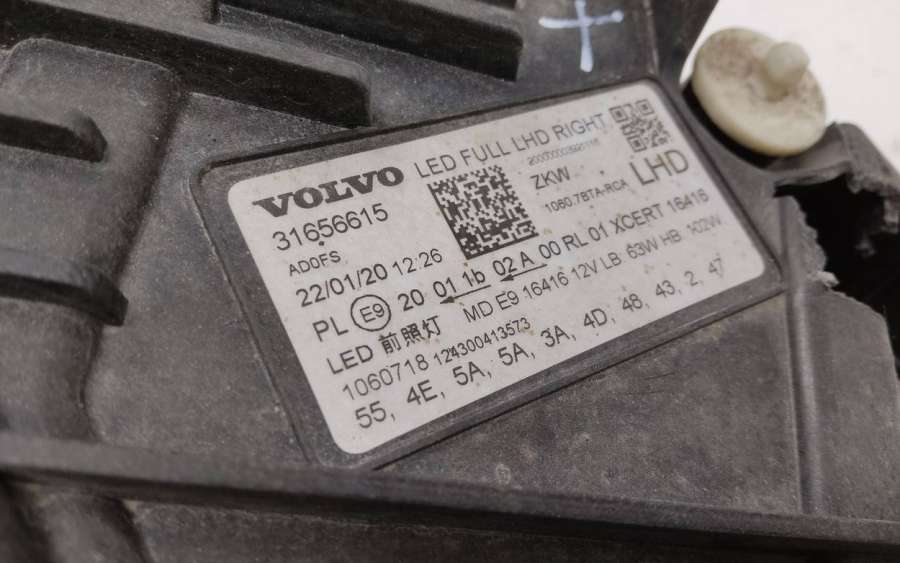 VOLVO LED FULL LHD RIGHT
31656615
ADOFS
ZKW
LHD
1060.7BTA-RCA
22/01/20 12:26
PL E9 20 01 1b 02 A 00 RL 01 XCERT 16416
LED 前照灯 MD E9 16416 12V LB 63W HB 102W
1060718 124300413573
55, 4E, 5A, 5A, 3A, 4D, 48, 43, 2, 47